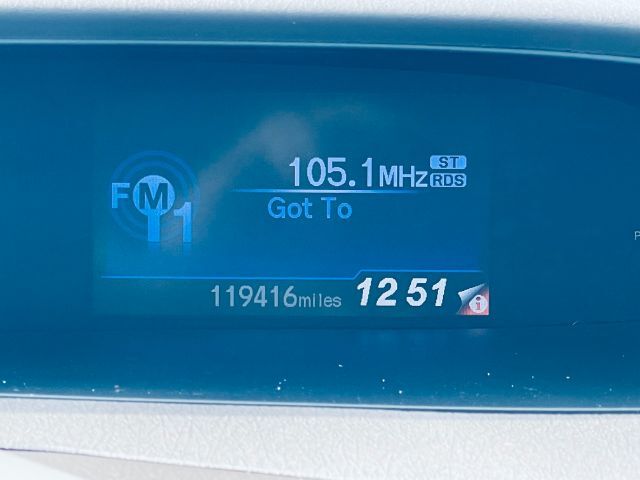 105.1MHz ST
RDS
FM1
Got To
119416miles 12 51
i
P